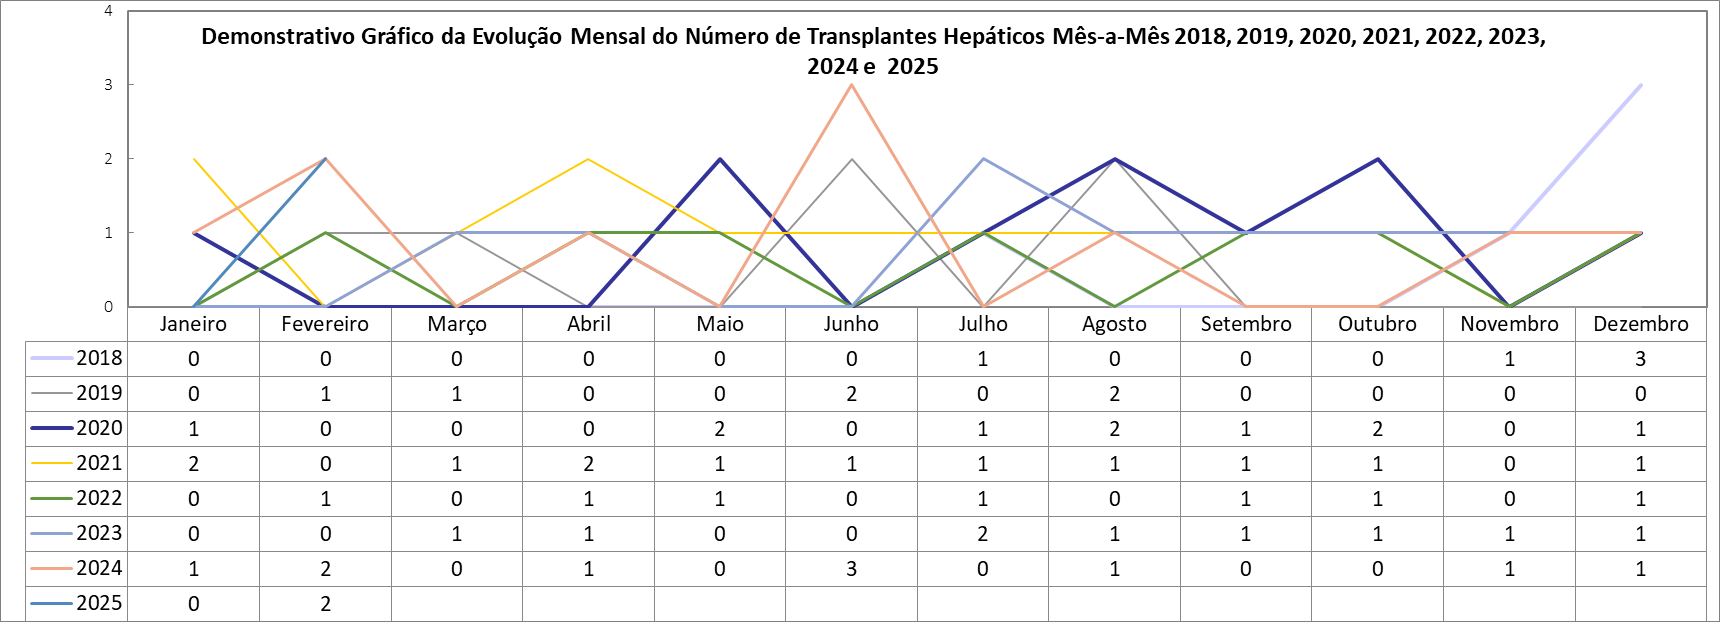 Demonstrativo Gráfico da Evolução Mensal do Número de Transplantes Hepáticos Mês-a-Mês 2018, 2019, 2020, 2021, 2022, 2023,
2024 e 2025
4
3
2
1
0
Janeiro Fevereiro Março Abril Maio Junho Julho Agosto Setembro Outubro Novembro Dezembro
2018 0 0 0 0 0 0 1 0 0 0 1 3
2019 0 1 1 0 0 2 0 2 0 0 0 0
2020 1 0 0 0 2 0 1 2 1 2 0 1
2021 2 0 1 2 1 1 1 1 1 1 0 1
2022 0 1 0 1 1 0 1 0 1 1 0 1
2023 0 0 1 1 0 0 2 1 1 1 1 1
2024 1 2 0 1 0 3 0 1 0 0 1 1
2025 0 2